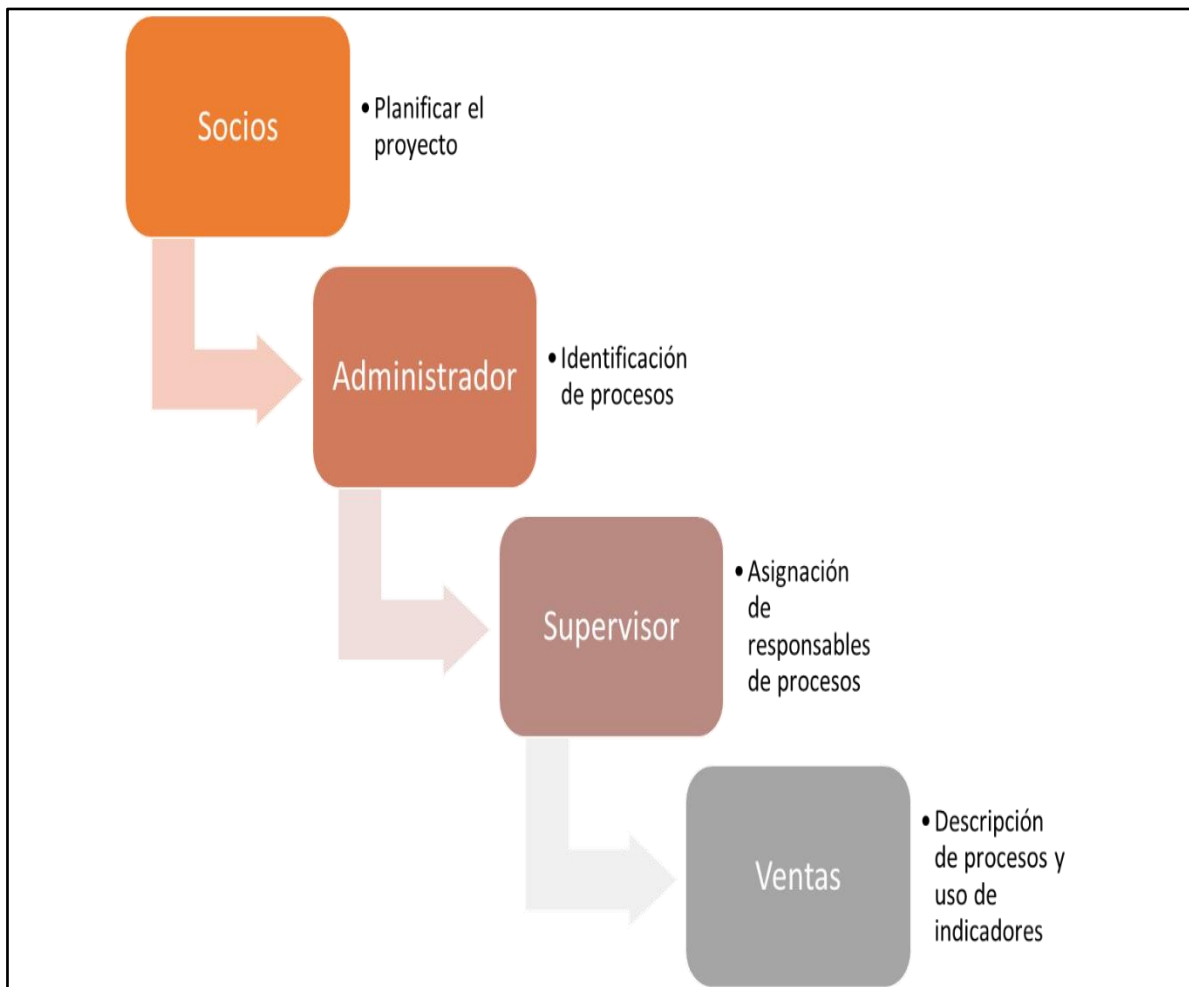 Socios
• Planificar el
proyecto
Administrador
• Identificación
de procesos
Supervisor
• Asignación
de
responsables
de procesos
Ventas
• Descripción
de procesos y
uso de
indicadores